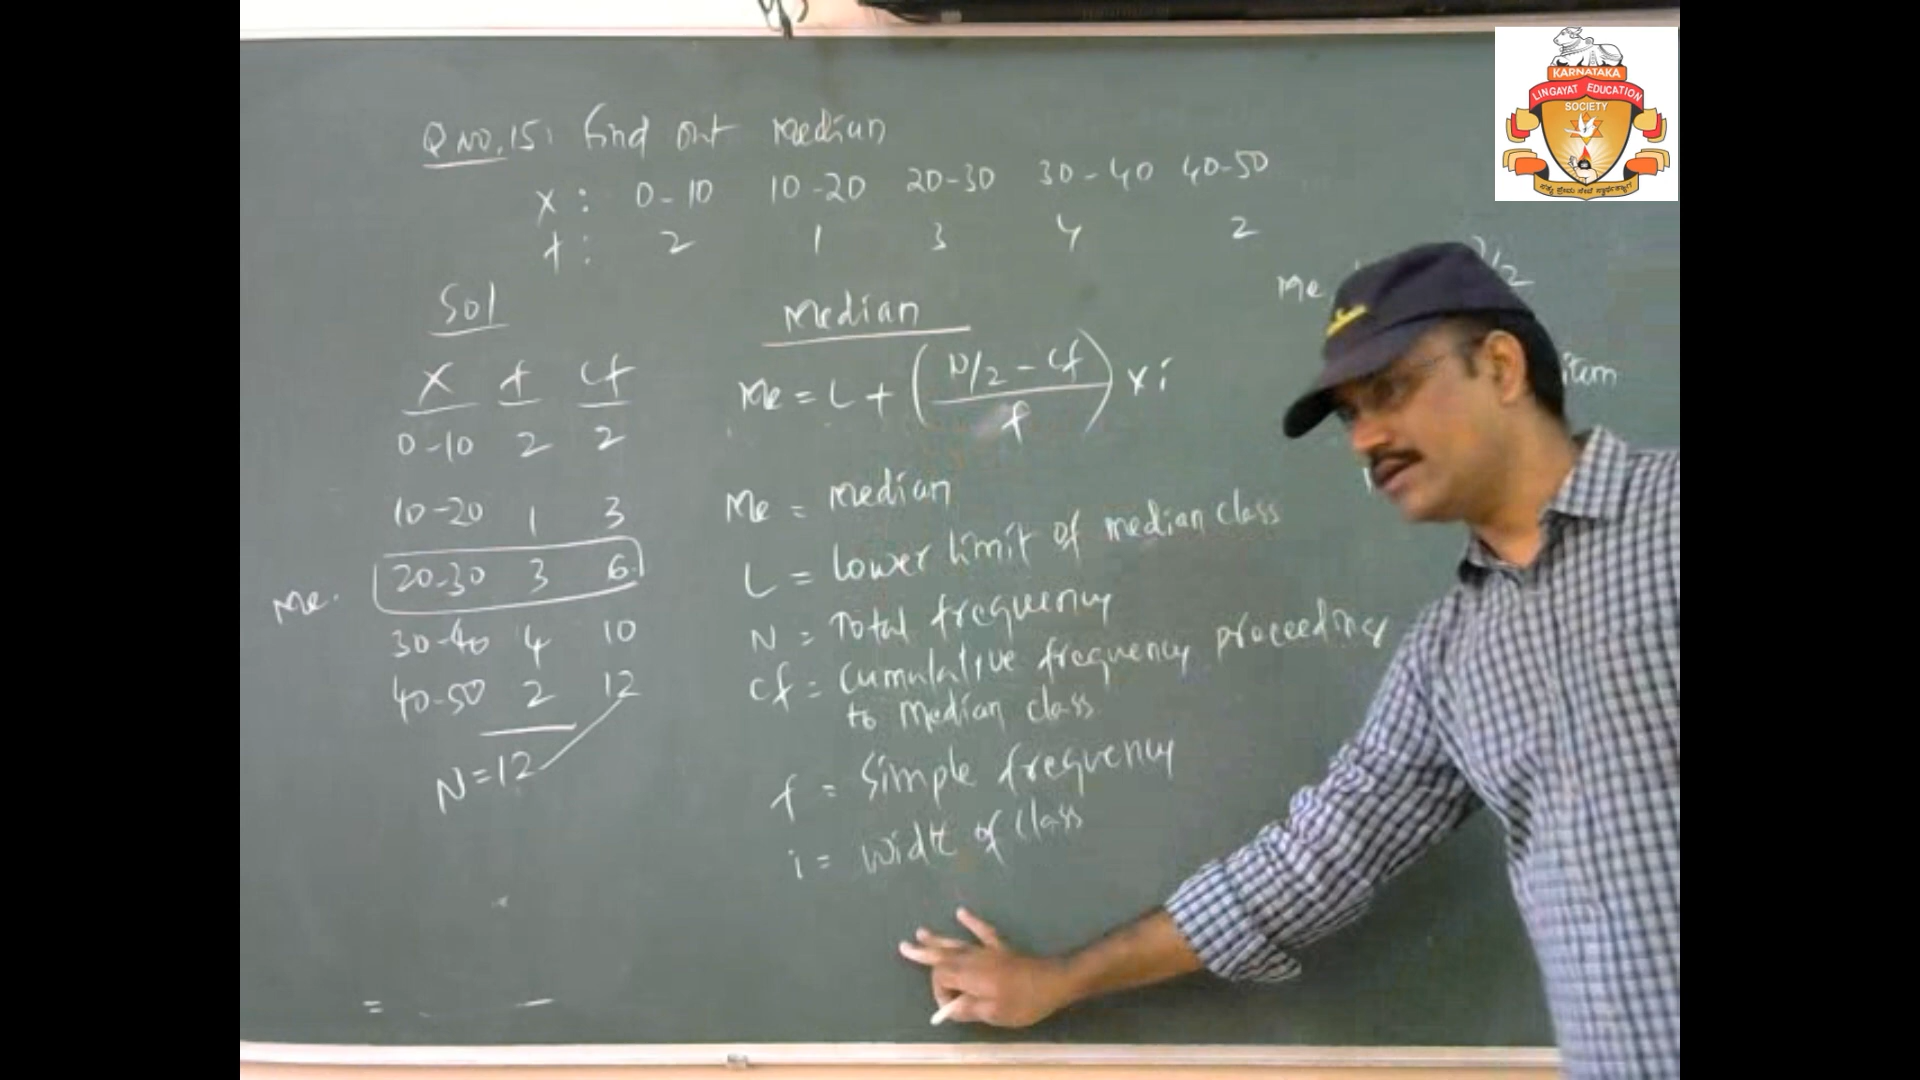 Q NO. 15: Find out Median
X : 0-10 10-20 20-30 30-40 40-50
f : 2 1 3 4 2
Sol
X f Cf
0-10 2 2
10-20 1 3
Me. 20-30 3 6
30-40 4 10
40-50 2 12
N=12
=
Median
Me = L + ( N/2 - Cf / f ) x i
Me = Median
L = Lower limit of median class
N = Total frequency
Cf = Cumulative frequency proceeding
to Median class
f = Simple frequency
i = Width of class
Me
item
KARNATAKA
LINGAYAT EDUCATION
SOCIETY